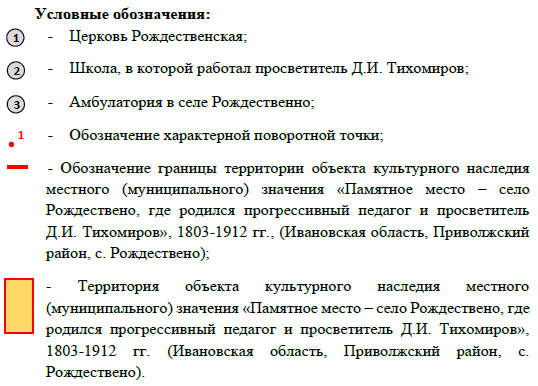 Условные обозначения:
1 - Церковь Рождественская;
2 - Школа, в которой работал просветитель Д.И. Тихомиров;
3 - Амбулатория в селе Рождественно;
1 - Обозначение характерной поворотной точки;
- Обозначение границы территории объекта культурного наследия
местного (муниципального) значения «Памятное место – село
Рождествено, где родился прогрессивный педагог и просветитель
Д.И. Тихомиров», 1803-1912 гг., (Ивановская область, Приволжский
район, с. Рождествено);
- Территория объекта культурного наследия местного
(муниципального) значения «Памятное место – село Рождествено, где
родился прогрессивный педагог и просветитель Д.И. Тихомиров»,
1803-1912 гг. (Ивановская область, Приволжский район, с.
Рождествено).